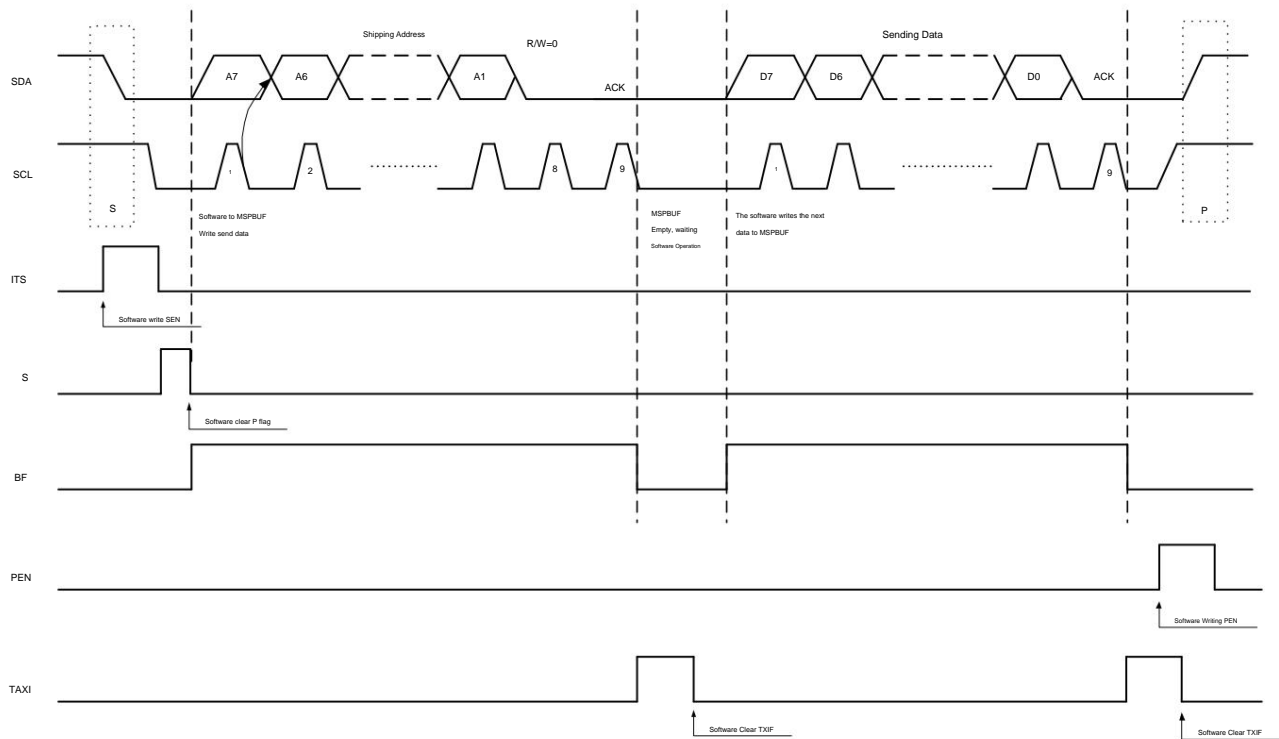 Shipping Address
R/W=0
Sending Data
SDA
A7
A6
A1
ACK
D7
D6
D0
ACK
SCL
1
2
8
9
1
9
S
Software to MSPBUF
Write send data
MSPBUF
Empty, waiting
Software Operation
The software writes the next
data to MSPBUF
P
ITS
Software write SEN
S
Software clear P flag
BF
PEN
Software Writing PEN
TAXI
Software Clear TXIF
Software Clear TXIF